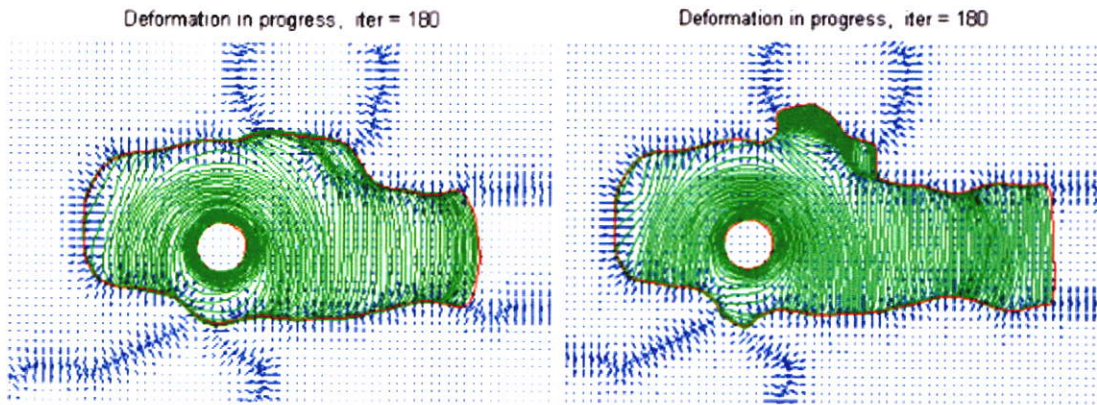 Deformation in progress, iter = 180
Deformation in progress, iter = 180